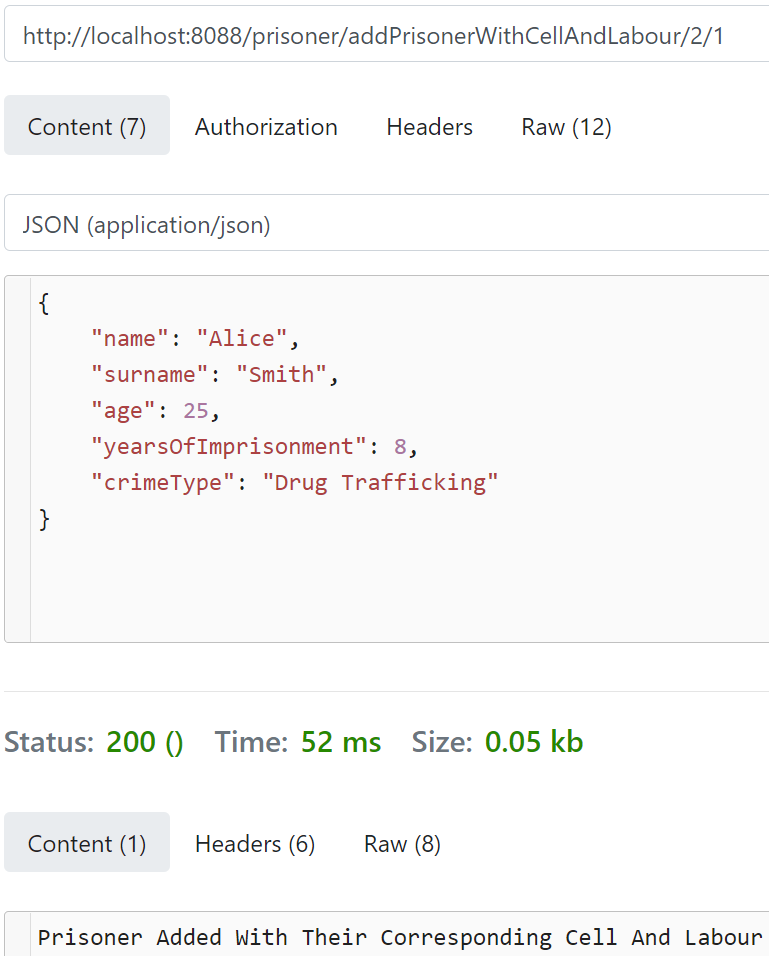 http://localhost:8088/prisoner/addPrisonerWithCellAndLabour/2/1
Content (7) Authorization Headers Raw (12)
JSON (application/json)
{
    "name": "Alice",
    "surname": "Smith",
    "age": 25,
    "yearsOfImprisonment": 8,
    "crimeType": "Drug Trafficking"
}
Status: 200 () Time: 52 ms Size: 0.05 kb
Content (1) Headers (6) Raw (8)
Prisoner Added With Their Corresponding Cell And Labour